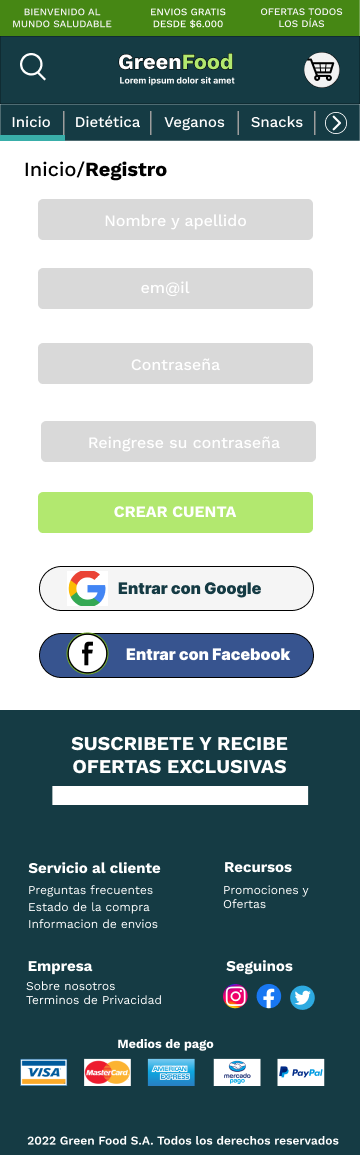 BIENVENIDO AL
MUNDO SALUDABLE
ENVIOS GRATIS
DESDE $6.000
OFERTAS TODOS
LOS DÍAS
GreenFood
Lorem ipsum dolor sit amet
Inicio
Dietética
Veganos
Snacks
Inicio/Registro
Nombre y apellido
em@il
Contraseña
Reingrese su contraseña
CREAR CUENTA
G Entrar con Google
f Entrar con Facebook
SUSCRIBETE Y RECIBE
OFERTAS EXCLUSIVAS
Servicio al cliente
Preguntas frecuentes
Estado de la compra
Informacion de envios
Recursos
Promociones y
Ofertas
Empresa
Sobre nosotros
Terminos de Privacidad
Seguinos
Medios de pago
VISA
MasterCard
AMERICAN
EXPRESS
mercado
pago
PayPal
2022 Green Food S.A. Todos los derechos reservados